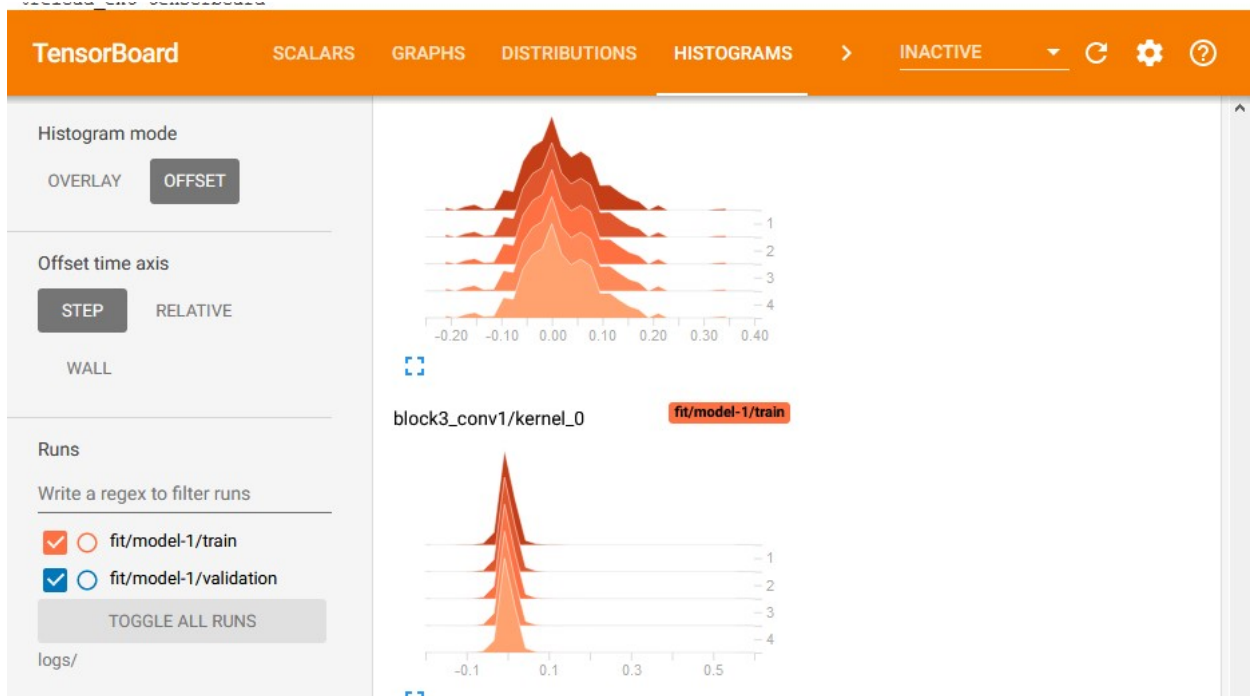 TensorBoard SCALARS GRAPHS DISTRIBUTIONS HISTOGRAMS INACTIVE
Histogram mode
OVERLAY OFFSET
Offset time axis
STEP RELATIVE
WALL
Runs
Write a regex to filter runs
fit/model-1/train
fit/model-1/validation
TOGGLE ALL RUNS
logs/
1
2
3
4
-0.20 -0.10 0.00 0.10 0.20 0.30 0.40
block3_conv1/kernel_0 fit/model-1/train
1
2
3
4
-0.1 0.1 0.3 0.5